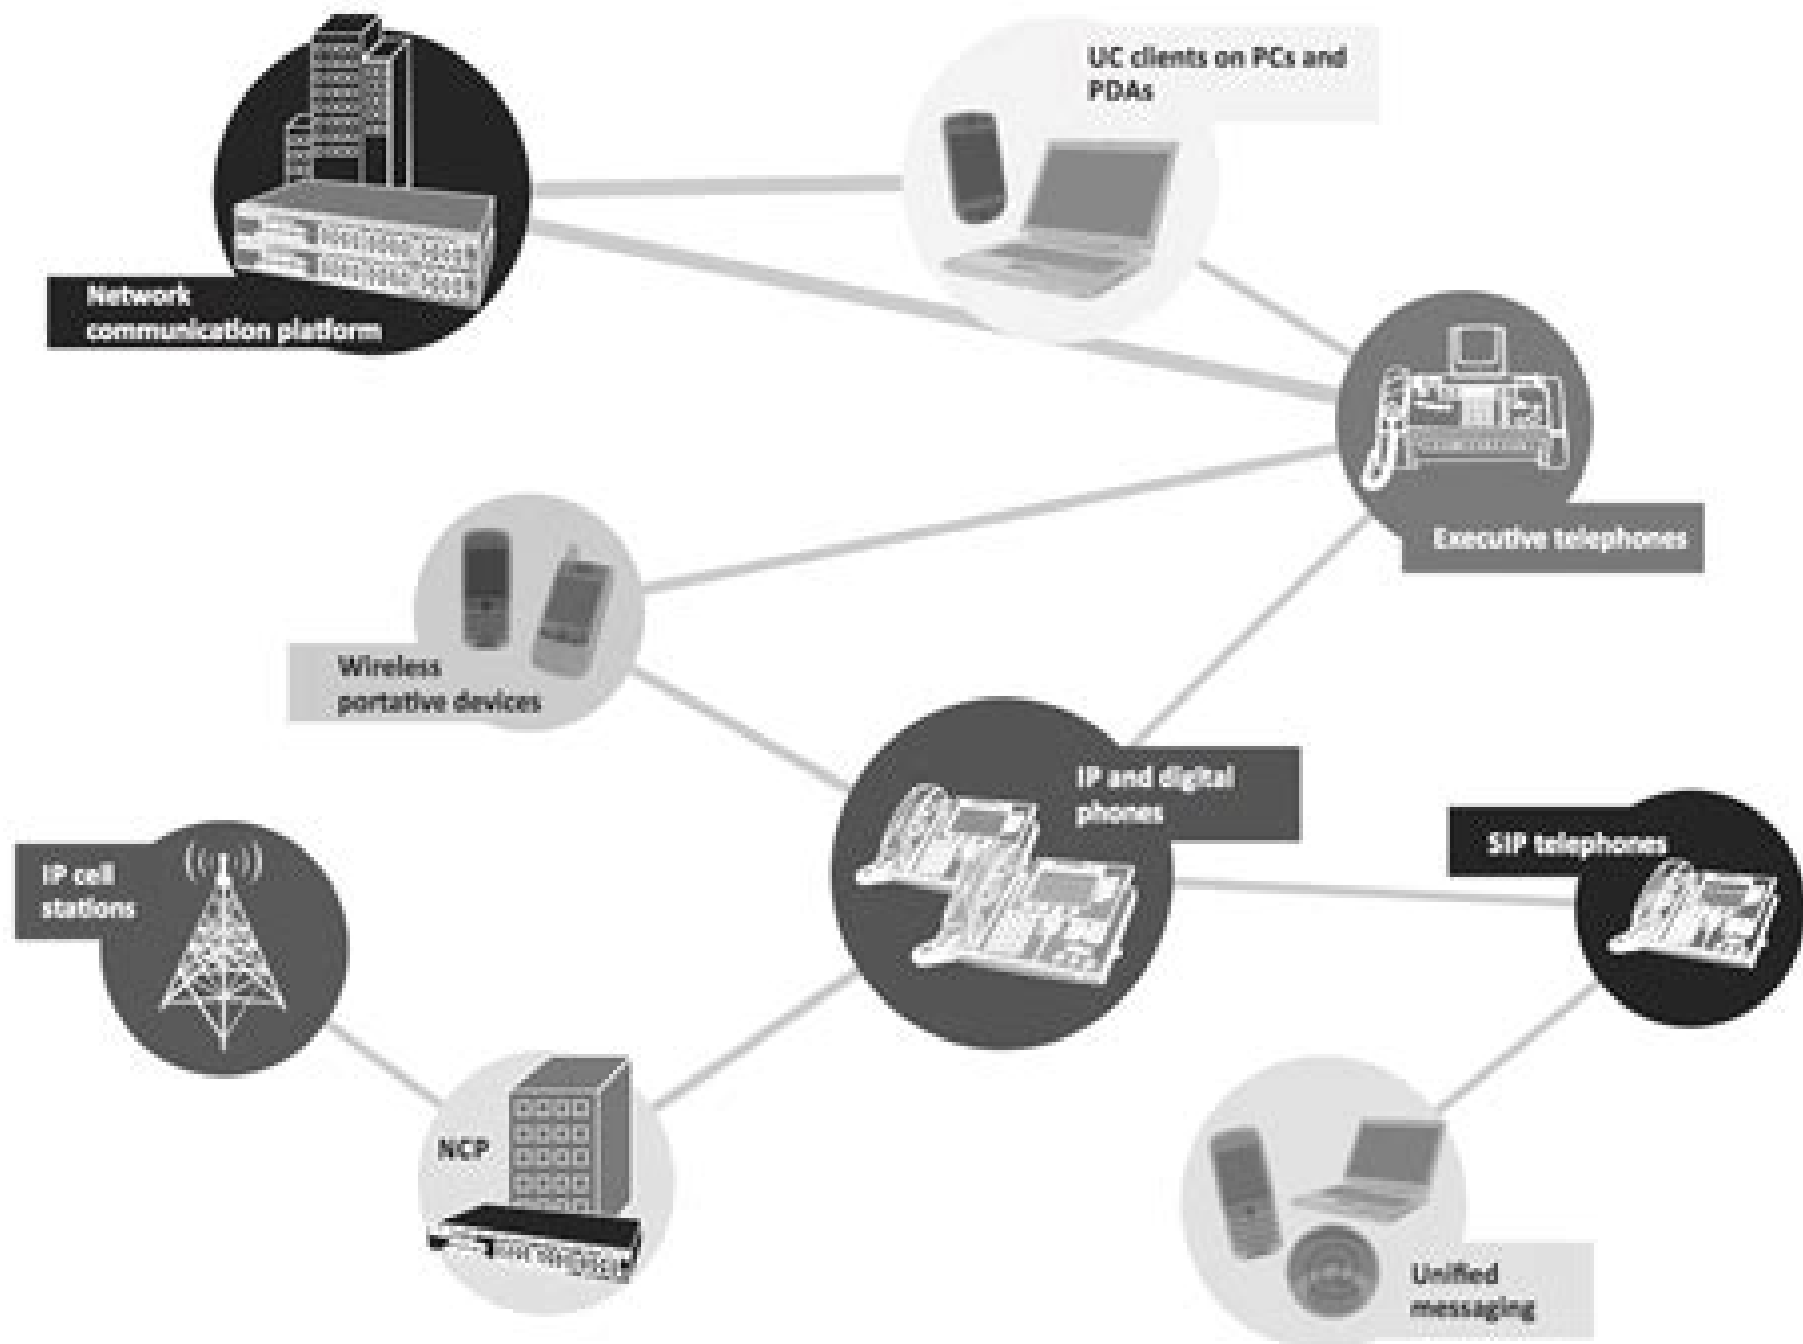 UC clients on PCs and
PDAs
Network
communication platform
Executive telephones
Wireless
portative devices
IP and digital
phones
SIP telephones
IP cell
stations
NCP
Unified
messaging